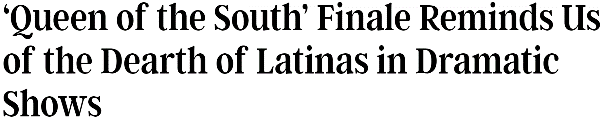 ‘Queen of the South’ Finale Reminds Us
of the Dearth of Latinas in Dramatic
Shows